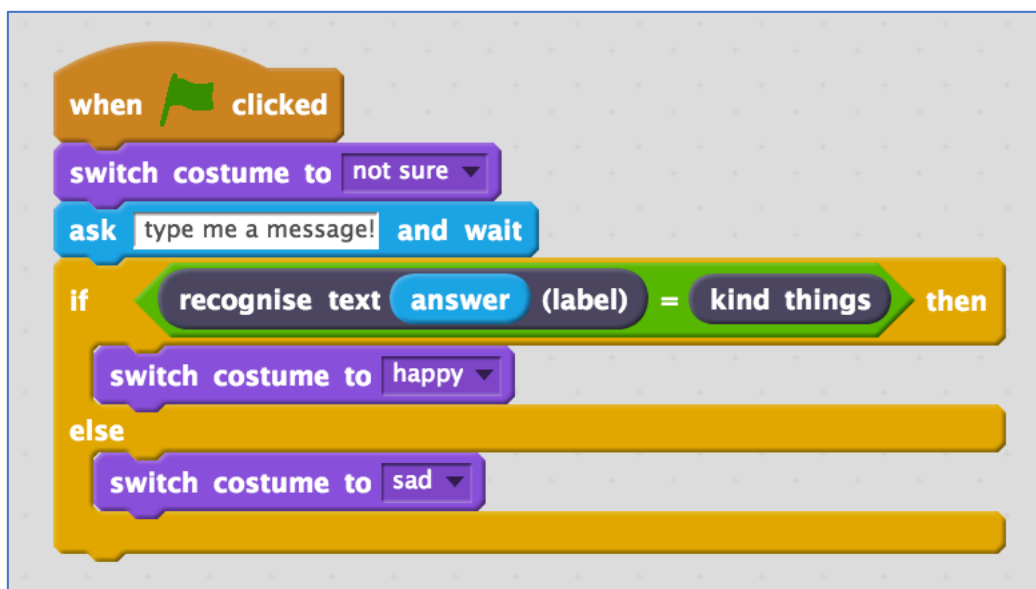 when clicked
switch costume to not sure
ask type me a message! and wait
if recognise text answer (label) = kind things then
switch costume to happy
else
switch costume to sad